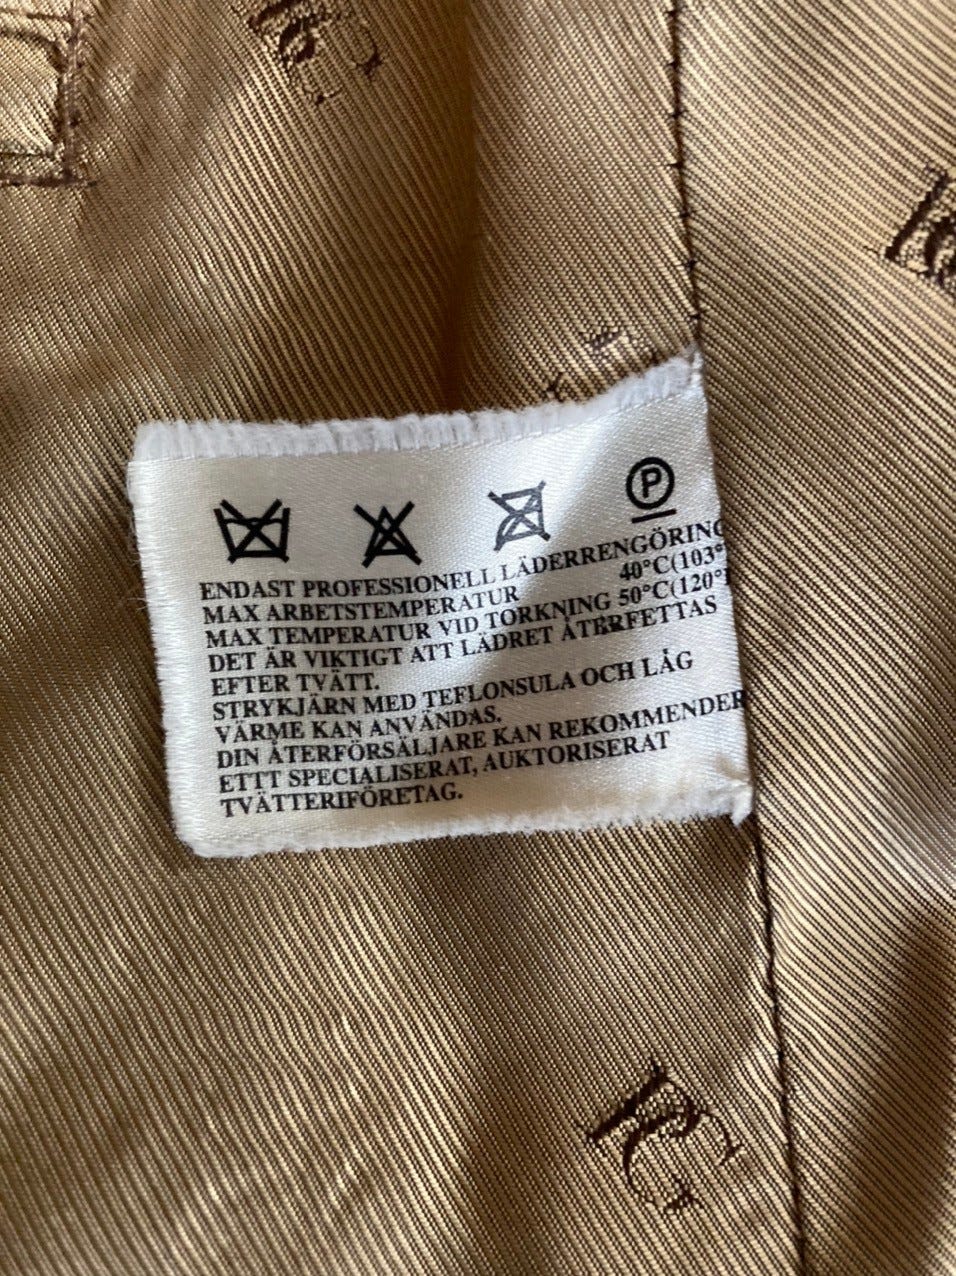 P
ENDAST PROFESSIONELL LÄDERRENGÖRING
MAX ARBETSTEMPERATUR 40°C(103°
MAX TEMPERATUR VID TORKNING 50°C(120°
DET ÄR VIKTIGT ATT LÄDRET ÅTERFETTAS
EFTER TVÄTT.
STRYKJÄRN MED TEFLONSULA OCH LÅG
VÄRME KAN ANVÄNDAS.
DIN ÅTERFÖRSÄLJARE KAN REKOMMENDER
ETTT SPECIALISERAT, AUKTORISERAT
TVÄTTERIFÖRETAG.